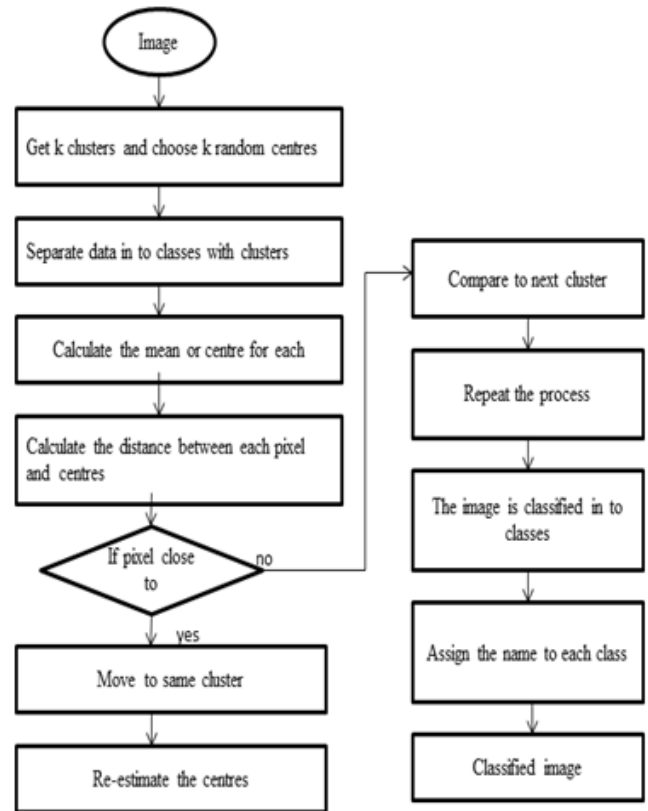 Image
Get k clusters and choose k random centres
Separate data in to classes with clusters
Calculate the mean or centre for each
Calculate the distance between each pixel
and centres
If pixel close
to
no
yes
Move to same cluster
Re-estimate the centres
Compare to next cluster
Repeat the process
The image is classified in to
classes
Assign the name to each class
Classified image